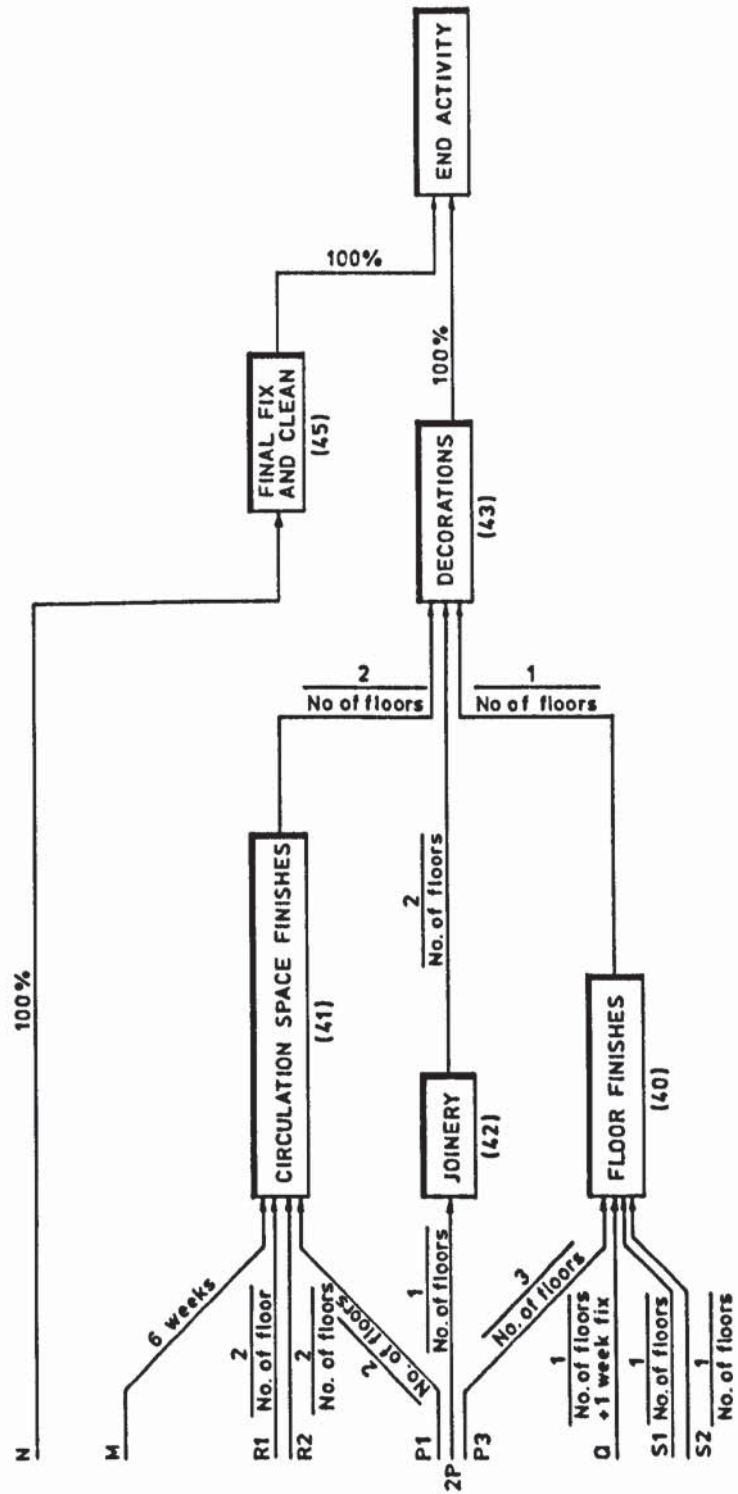 N
100%
FINAL FIX
AND CLEAN
(45)
100%
END ACTIVITY
M
6 weeks
R1
2
No. of floor
R2
2
No. of floors
CIRCULATION SPACE FINISHES
(41)
2
No of floors
P1
2
No. of floors
2P
1
No. of floors
JOINERY
(42)
2
No. of floors
DECORATIONS
(43)
100%
P3
3
No. of floors
Q
1
No. of floors
+1 week fix
S1
1
No. of floors
S2
1
No. of floors
FLOOR FINISHES
(40)
1
No of floors